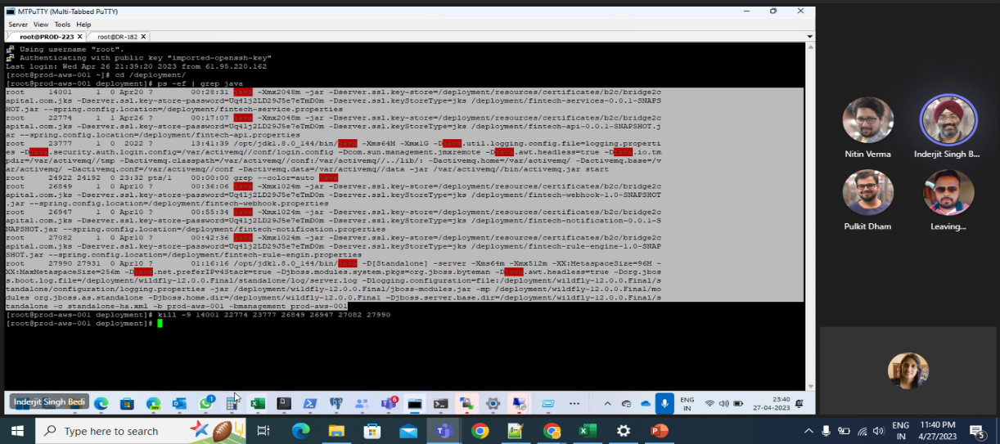 MTPuTTY (Multi-Tabbed PuTTY)
Server View Tools Help
root@PROD-223 X root@DR-182 X
Using username "root".
Authenticating with public key "imported-openssh-key"
Last login: Wed Apr 26 21:39:20 2023 from 61.95.220.162
[root@prod-aws-001 ~]# cd /deployment/
[root@prod-aws-001 deployment]# ps -ef | grep java
root 14001 1 0 Apr20 ? 00:28:31 java -Xmx2048m -jar -Dserver.ssl.key-store=/deployment/resources/certificates/b2c/bridge2c
apital.com.jks -Dserver.ssl.key-store-password=Uq4lj2LD29J5e7eTmD0m -Dserver.ssl.keyStoreType=jks /deployment/fintech-services-0.0.1-SNAPS
HOT.jar --spring.config.location=/deployment/fintech-service.properties
root 22774 1 1 Apr26 ? 00:17:07 java -Xmx2048m -jar -Dserver.ssl.key-store=/deployment/resources/certificates/b2c/bridge2c
apital.com.jks -Dserver.ssl.key-store-password=Uq4lj2LD29J5e7eTmD0m -Dserver.ssl.keyStoreType=jks /deployment/fintech-api-0.0.1-SNAPSHOT.j
ar --spring.config.location=/deployment/fintech-api.properties
root 23777 1 0 2022 ? 13:41:39 /opt/jdk1.8.0_144/bin/java -Xms64M -Xmx1G -Djava.util.logging.config.file=logging.properti
es -Djava.security.auth.login.config=/var/activemq//conf/login.config -Dcom.sun.management.jmxremote -Djava.awt.headless=true -Djava.io.tm
pdir=/var/activemq//tmp -Dactivemq.classpath=/var/activemq//conf:/var/activemq//../lib/: -Dactivemq.home=/var/activemq/ -Dactivemq.base=/v
ar/activemq/ -Dactivemq.conf=/var/activemq//conf -Dactivemq.data=/var/activemq//data -jar /var/activemq//bin/activemq.jar start
root 24922 24192 0 23:32 pts/1 00:00:00 grep --color=auto java
root 26849 1 0 Apr10 ? 00:36:06 java -Xmx1024m -jar -Dserver.ssl.key-store=/deployment/resources/certificates/b2c/bridge2c
apital.com.jks -Dserver.ssl.key-store-password=Uq4lj2LD29J5e7eTmD0m -Dserver.ssl.keyStoreType=jks /deployment/fintech-webhook-1.0-SNAPSHOT
.jar --spring.config.location=/deployment/fintech-webhook.properties
root 26947 1 0 Apr10 ? 00:55:34 java -Xmx1024m -jar -Dserver.ssl.key-store=/deployment/resources/certificates/b2c/bridge2c
apital.com.jks -Dserver.ssl.key-store-password=Uq4lj2LD29J5e7eTmD0m -Dserver.ssl.keyStoreType=jks /deployment/fintech-notification-0.0.1-S
NAPSHOT.jar --spring.config.location=/deployment/fintech-notification.properties
root 27082 1 0 Apr10 ? 00:42:36 java -Xmx1024m -jar -Dserver.ssl.key-store=/deployment/resources/certificates/b2c/bridge2c
apital.com.jks -Dserver.ssl.key-store-password=Uq4lj2LD29J5e7eTmD0m -Dserver.ssl.keyStoreType=jks /deployment/fintech-rule-engine-1.0-SNAP
SHOT.jar --spring.config.location=/deployment/fintech-rule-engin.properties
root 27990 27931 0 Apr10 ? 01:16:16 /opt/jdk1.8.0_144/bin/java -D[Standalone] -server -Xms64m -Xmx512m -XX:MetaspaceSize=96M -
XX:MaxMetaspaceSize=256m -Djava.net.preferIPv4Stack=true -Djboss.modules.system.pkgs=org.jboss.byteman -Djava.awt.headless=true -Dorg.jbos
s.boot.log.file=/deployment/wildfly-12.0.0.Final/standalone/log/server.log -Dlogging.configuration=file:/deployment/wildfly-12.0.0.Final/s
tandalone/configuration/logging.properties -jar /deployment/wildfly-12.0.0.Final/jboss-modules.jar -mp /deployment/wildfly-12.0.0.Final/mo
dules org.jboss.as.standalone -Djboss.home.dir=/deployment/wildfly-12.0.0.Final -Djboss.server.base.dir=/deployment/wildfly-12.0.0.Final/s
tandalone -c standalone-ha.xml -b prod-aws-001 -bmanagement prod-aws-001
[root@prod-aws-001 deployment]# kill -9 14001 22774 23777 26849 26947 27082 27990
[root@prod-aws-001 deployment]#
Nitin Verma
Inderjit Singh B...
Pulkit Dham
Leaving...
Inderjit Singh Bedi
DEV
1
6
ENG
IN
23:40
27-04-2023
Type here to search
ENG
IN
11:40 PM
4/27/2023
5